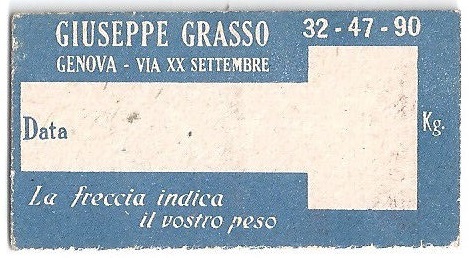 GIUSEPPE GRASSO
32 - 47 - 90
GENOVA - VIA XX SETTEMBRE
Data
Kg.
La freccia indica
il vostro peso